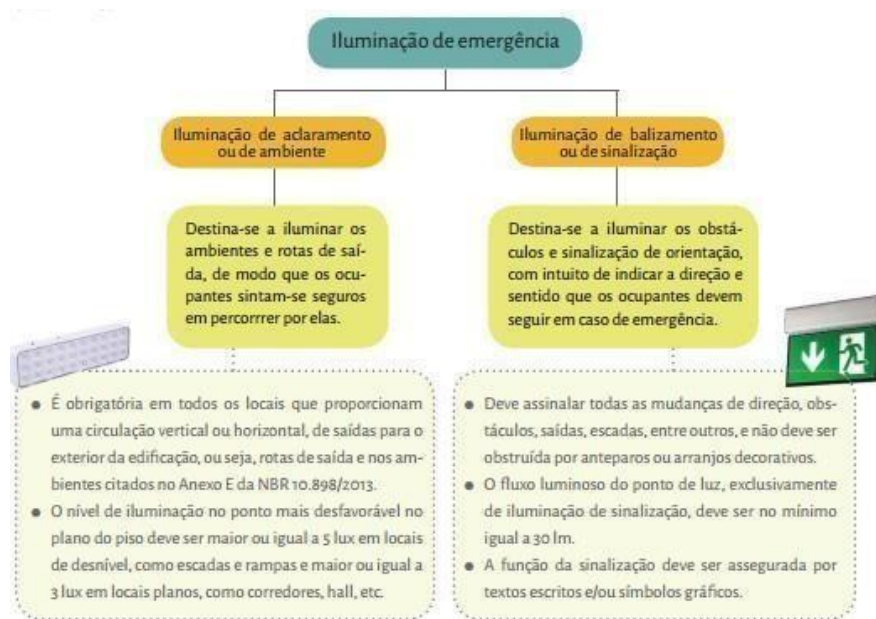 Iluminação de emergência
Iluminação de aclaramento
ou de ambiente
Destina-se a iluminar os
ambientes e rotas de saí-
da, de modo que os ocu-
pantes sintam-se seguros
em percorrrer por elas.
● É obrigatória em todos os locais que proporcionam
uma circulação vertical ou horizontal, de saídas para o
exterior da edificação, ou seja, rotas de saída e nos am-
bientes citados no Anexo E da NBR 10.898/2013.
● O nível de iluminação no ponto mais desfavorável no
plano do piso deve ser maior ou igual a 5 lux em locais
de desnível, como escadas e rampas e maior ou igual a
3 lux em locais planos, como corredores, hall, etc.
Iluminação de balizamento
ou de sinalização
Destina-se a iluminar os obstá-
culos e sinalização de orientação,
com intuito de indicar a direção e
sentido que os ocupantes devem
seguir em caso de emergência.
● Deve assinalar todas as mudanças de direção, obs-
táculos, saídas, escadas, entre outros, e não deve ser
obstruída por anteparos ou arranjos decorativos.
● O fluxo luminoso do ponto de luz, exclusivamente
de iluminação de sinalização, deve ser no mínimo
igual a 30 lm.
● A função da sinalização deve ser assegurada por
textos escritos e/ou símbolos gráficos.